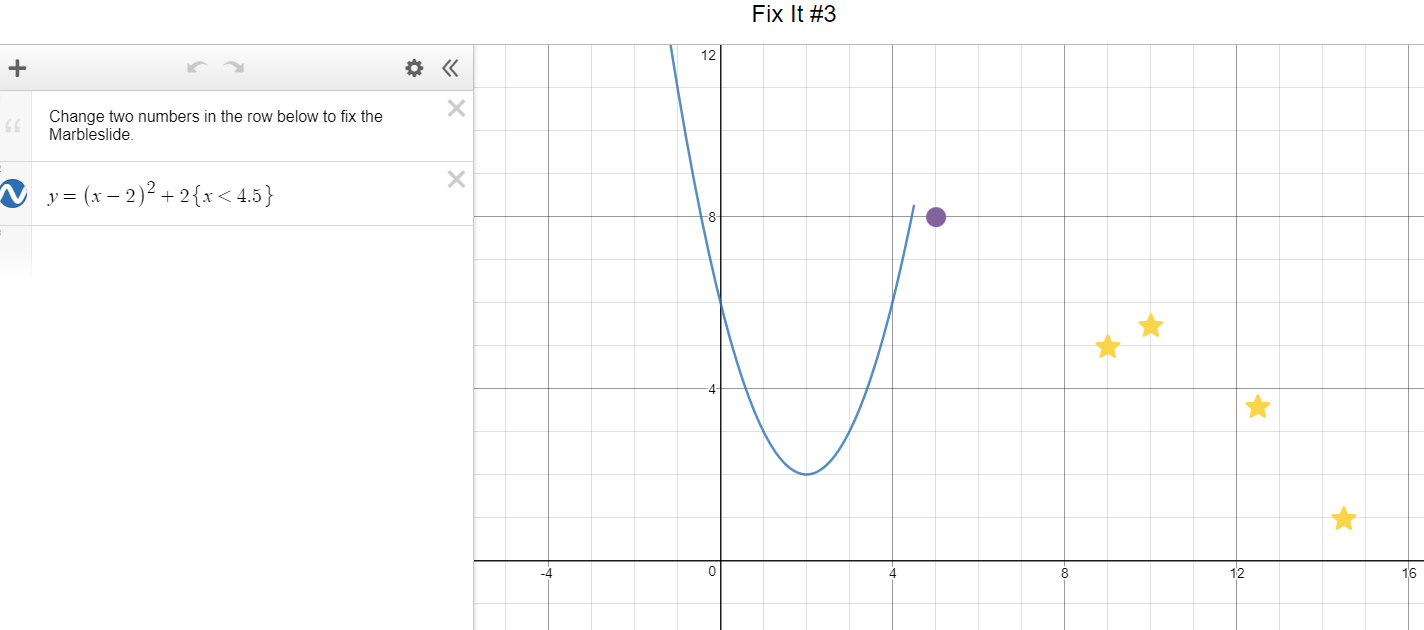 Fix It #3
Change two numbers in the row below to fix the
Marbleslide.
y = (x − 2)² + 2{x < 4.5}
12
8
4
-4
0
4
8
12
16